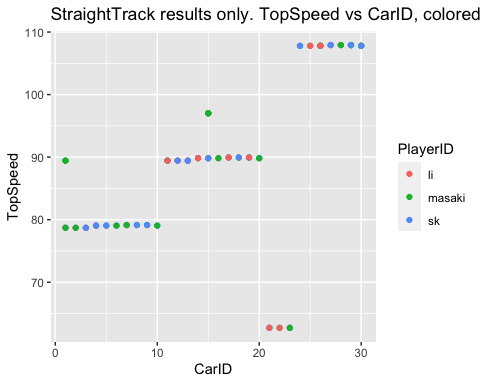 StraightTrack results only. TopSpeed vs CarID, colored
110
100
90
80
70
TopSpeed
0
10
20
30
CarID
PlayerID
li
masaki
sk